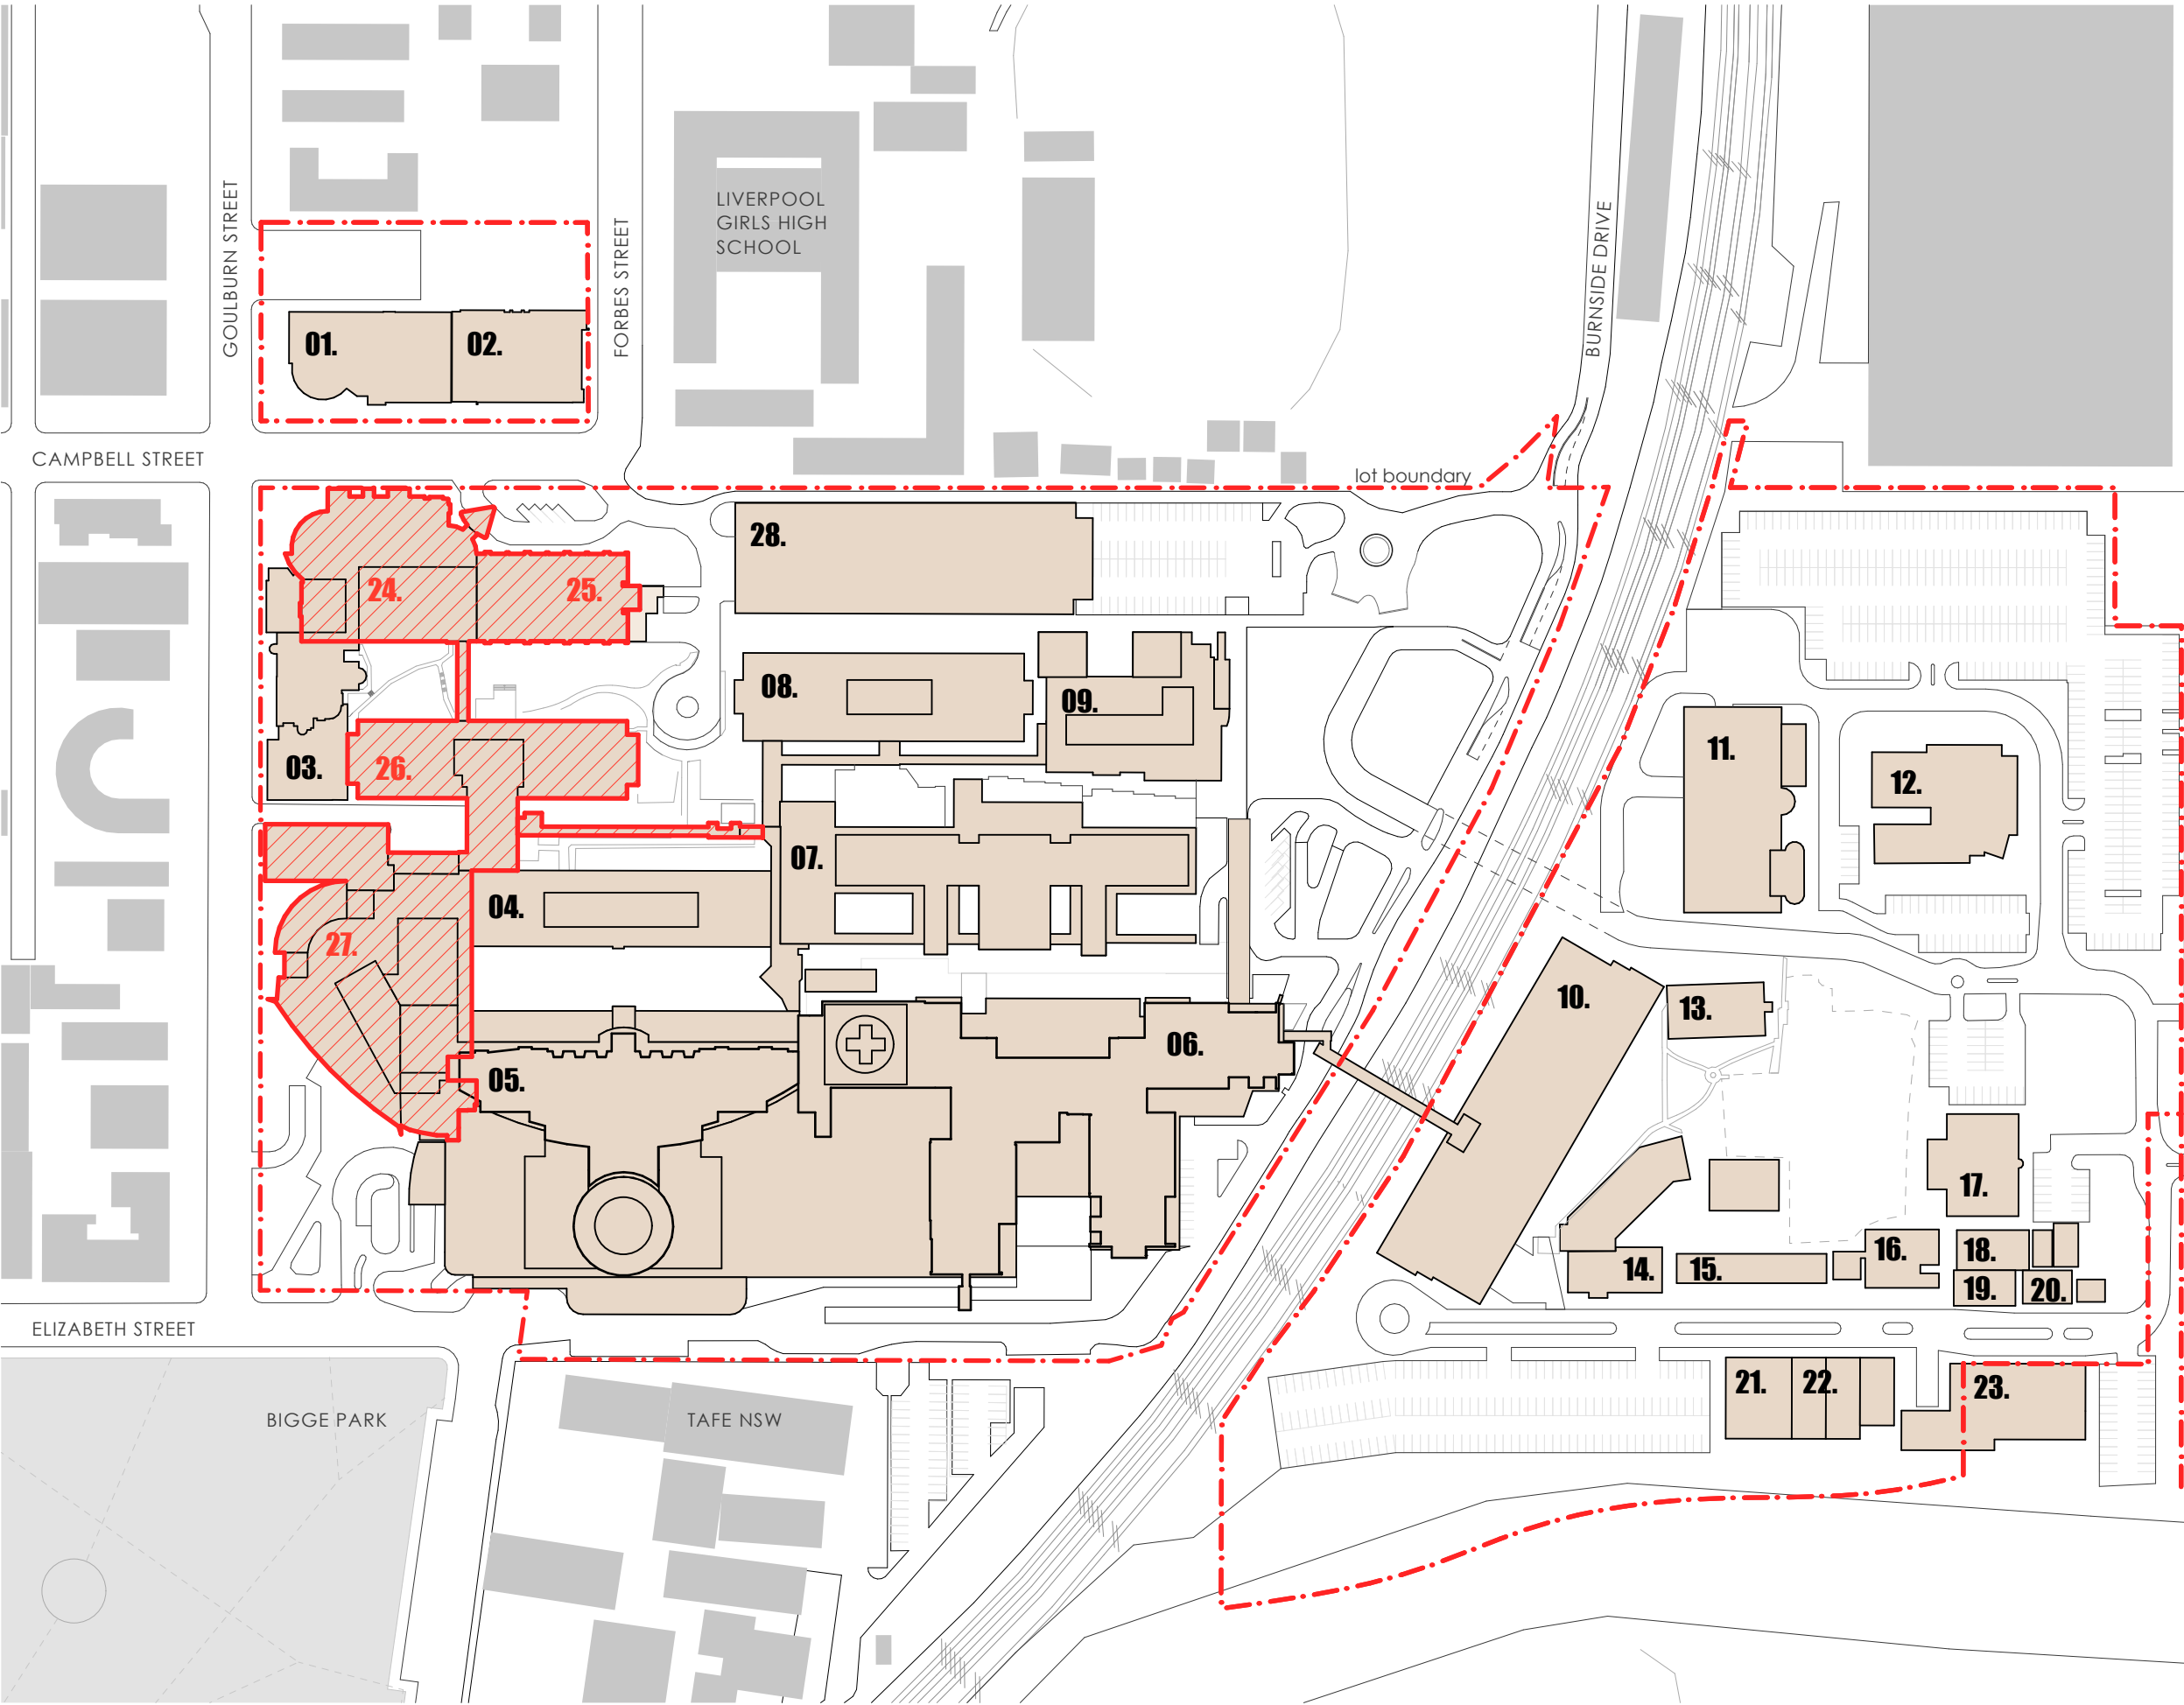 GOULBURN STREET
FORBES STREET
LIVERPOOL
GIRLS HIGH
SCHOOL
BURNSIDE DRIVE
01.
02.
CAMPBELL STREET
lot boundary
28.
24.
25.
08.
09.
03.
26.
11.
12.
07.
04.
27.
10.
13.
06.
05.
17.
16.
18.
14.
15.
19.
20.
ELIZABETH STREET
21.
22.
23.
BIGGE PARK
TAFE NSW